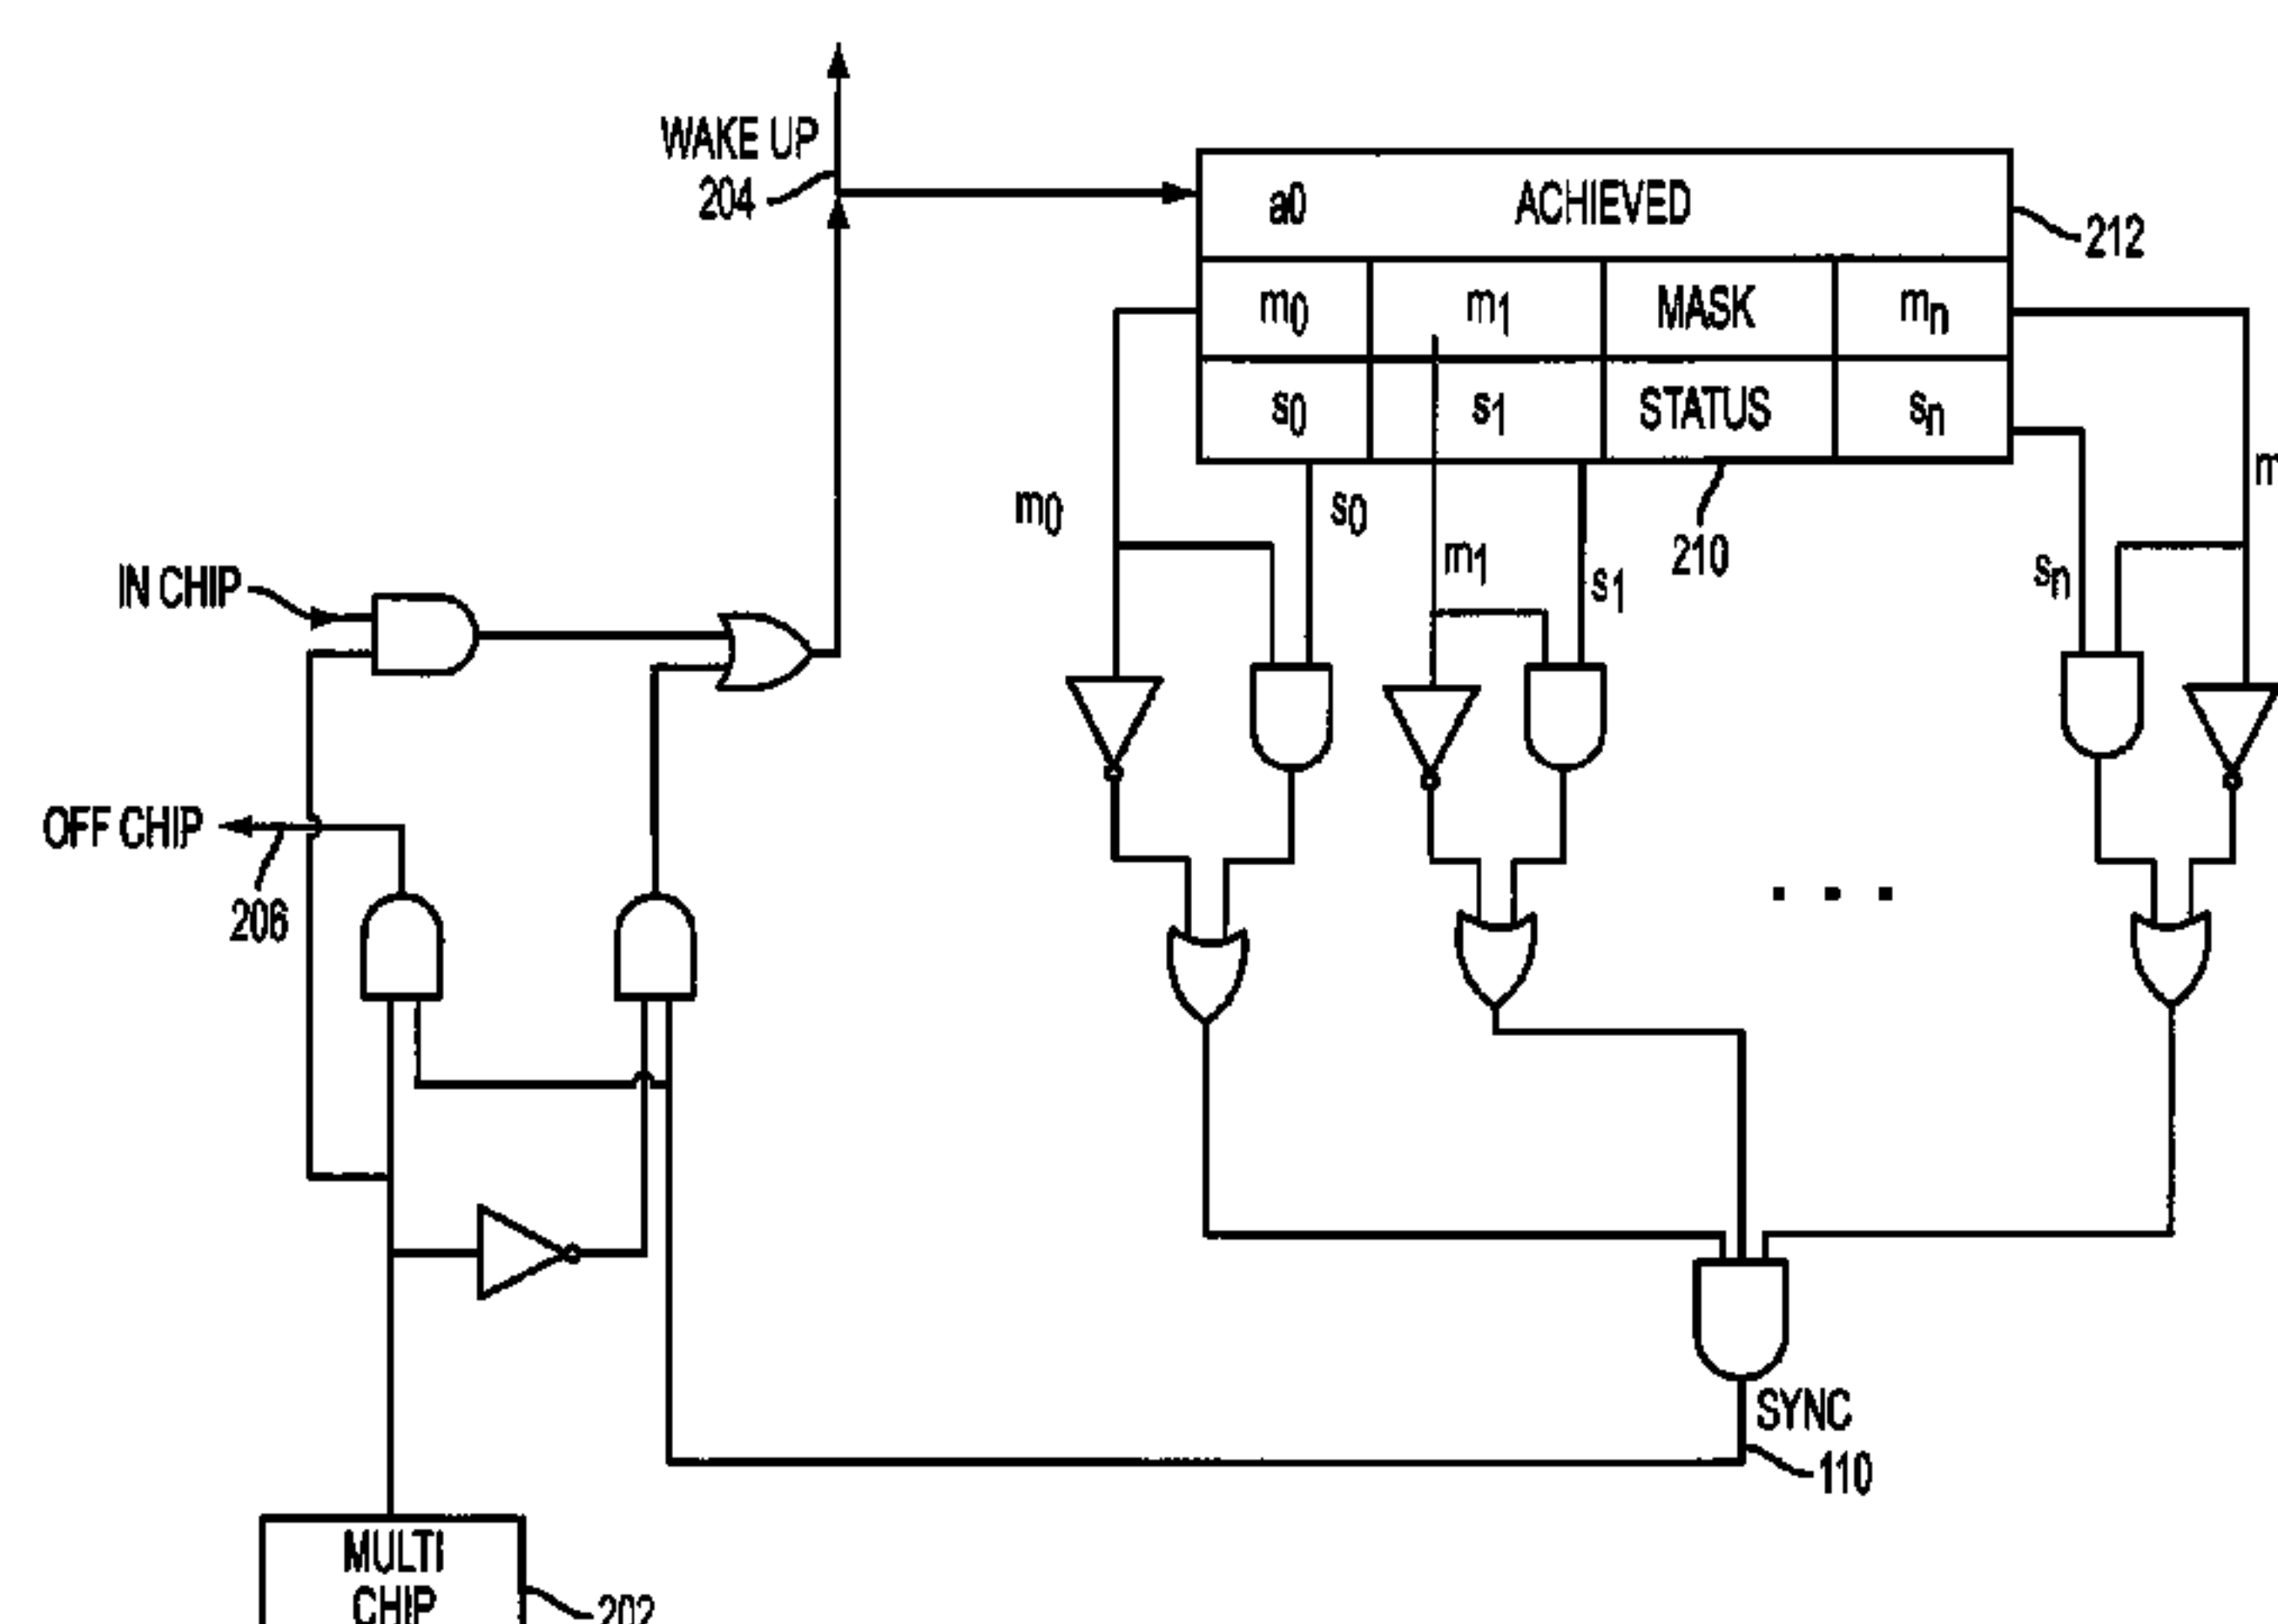 WAKE UP
204
a0 ACHIEVED
212
m0 m1 MASK mn
s0 s1 STATUS sn
m0
s0
m1
s1
210
sn
m
IN CHIP
OFF CHIP
206
SYNC
110
MULTI
CHIP
202